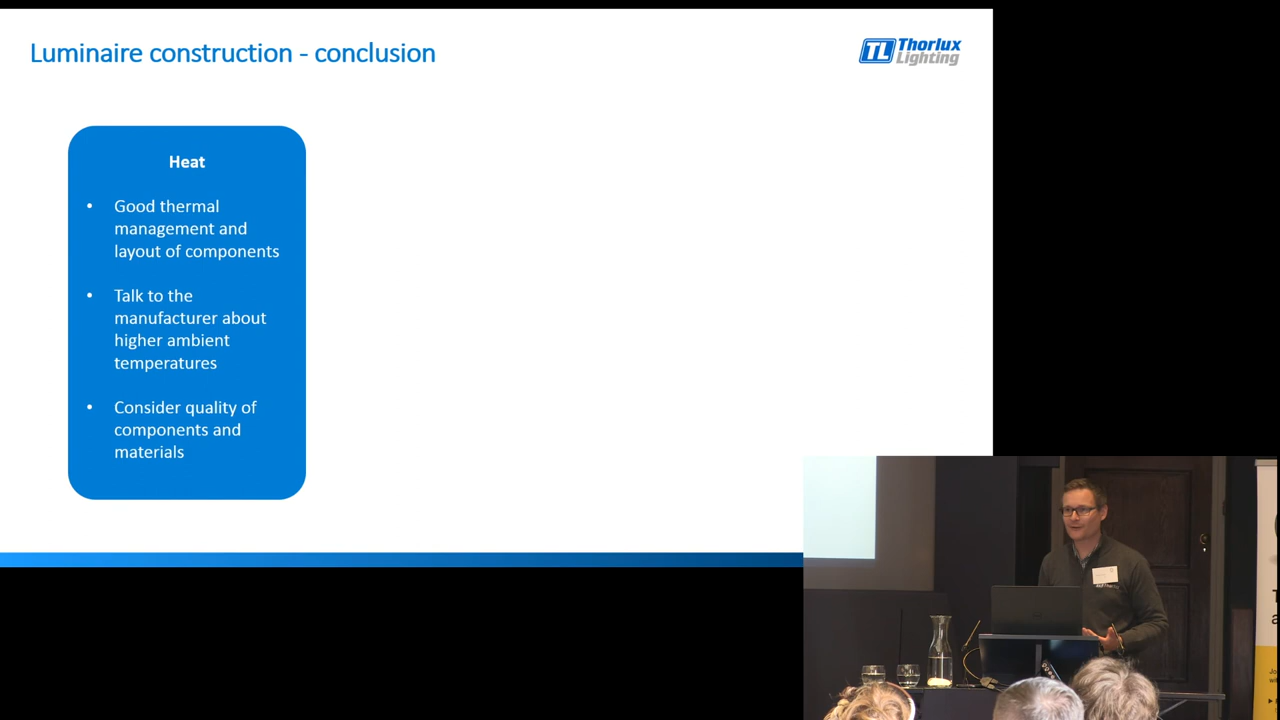 Luminaire construction - conclusion
TL Thorlux
Lighting
Heat
• Good thermal
management and
layout of components
• Talk to the
manufacturer about
higher ambient
temperatures
• Consider quality of
components and
materials